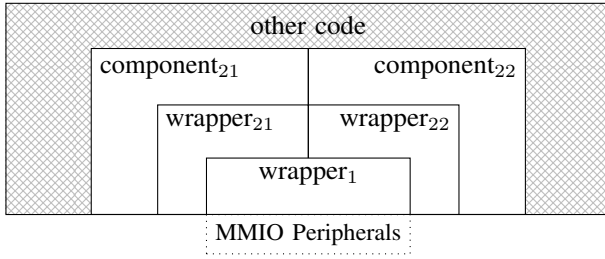 other code
component₂₁ component₂₂
wrapper₂₁ wrapper₂₂
wrapper₁
MMIO Peripherals